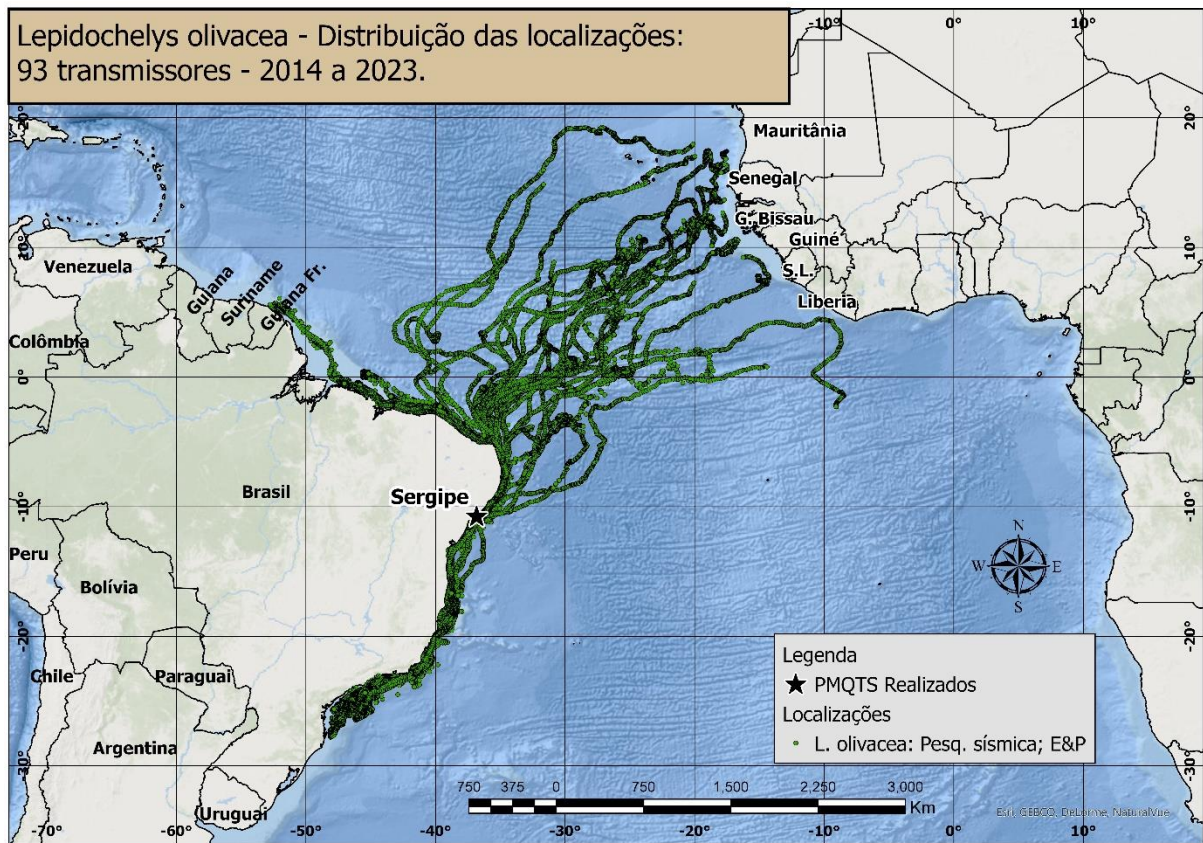 Lepidochelys olivacea - Distribuição das localizações:
93 transmissores - 2014 a 2023.
-10° 0° 10°
20° 20°
Mauritânia
Senegal
G. Bissau
Guiné
S.L.
Liberia
10° 10°
Venezuela
Guiana
Suriname
Guiana Fr.
Colômbia
0° 0°
Brasil
Sergipe
-10° -10°
Peru
Bolívia
N
W E
S
-20° -20°
Chile
Paraguai
Argentina
Uruguai
Legenda
PMQTS Realizados
Localizações
L. olivacea: Pesq. sísmica; E&P
-30° -30°
750 375 0 750 1,500 2,250 3,000
Km
Esri, GEBCO, DeLorme, NaturalVue
-70° -60° -50° -40° -30° -20° -10° 0° 10°